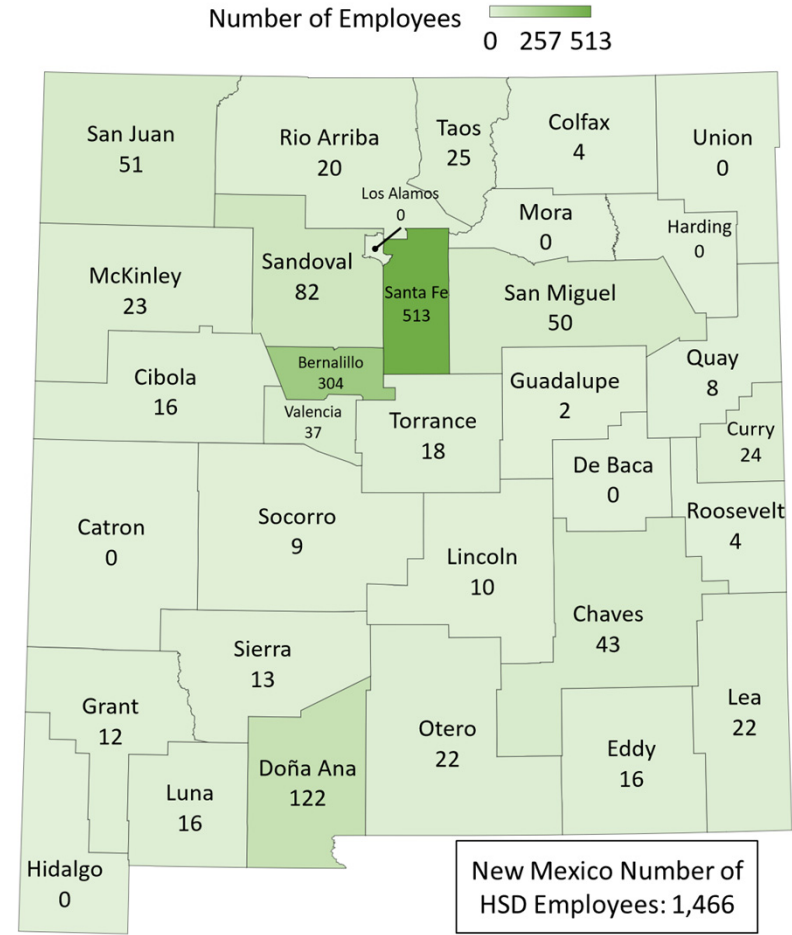 Number of Employees
0 257 513
San Juan
51
Rio Arriba
20
Taos
25
Colfax
4
Union
0
Los Alamos
0
Mora
0
Harding
0
McKinley
23
Sandoval
82
Santa Fe
513
San Miguel
50
Bernalillo
304
Cibola
16
Valencia
37
Torrance
18
Guadalupe
2
Quay
8
Curry
24
De Baca
0
Roosevelt
4
Catron
0
Socorro
9
Lincoln
10
Chaves
43
Sierra
13
Grant
12
Luna
16
Doña Ana
122
Otero
22
Eddy
16
Lea
22
Hidalgo
0
New Mexico Number of
HSD Employees: 1,466